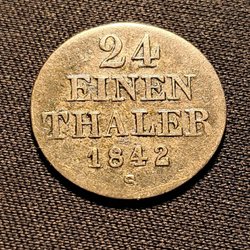 24
EINEN
THALER
1842
S